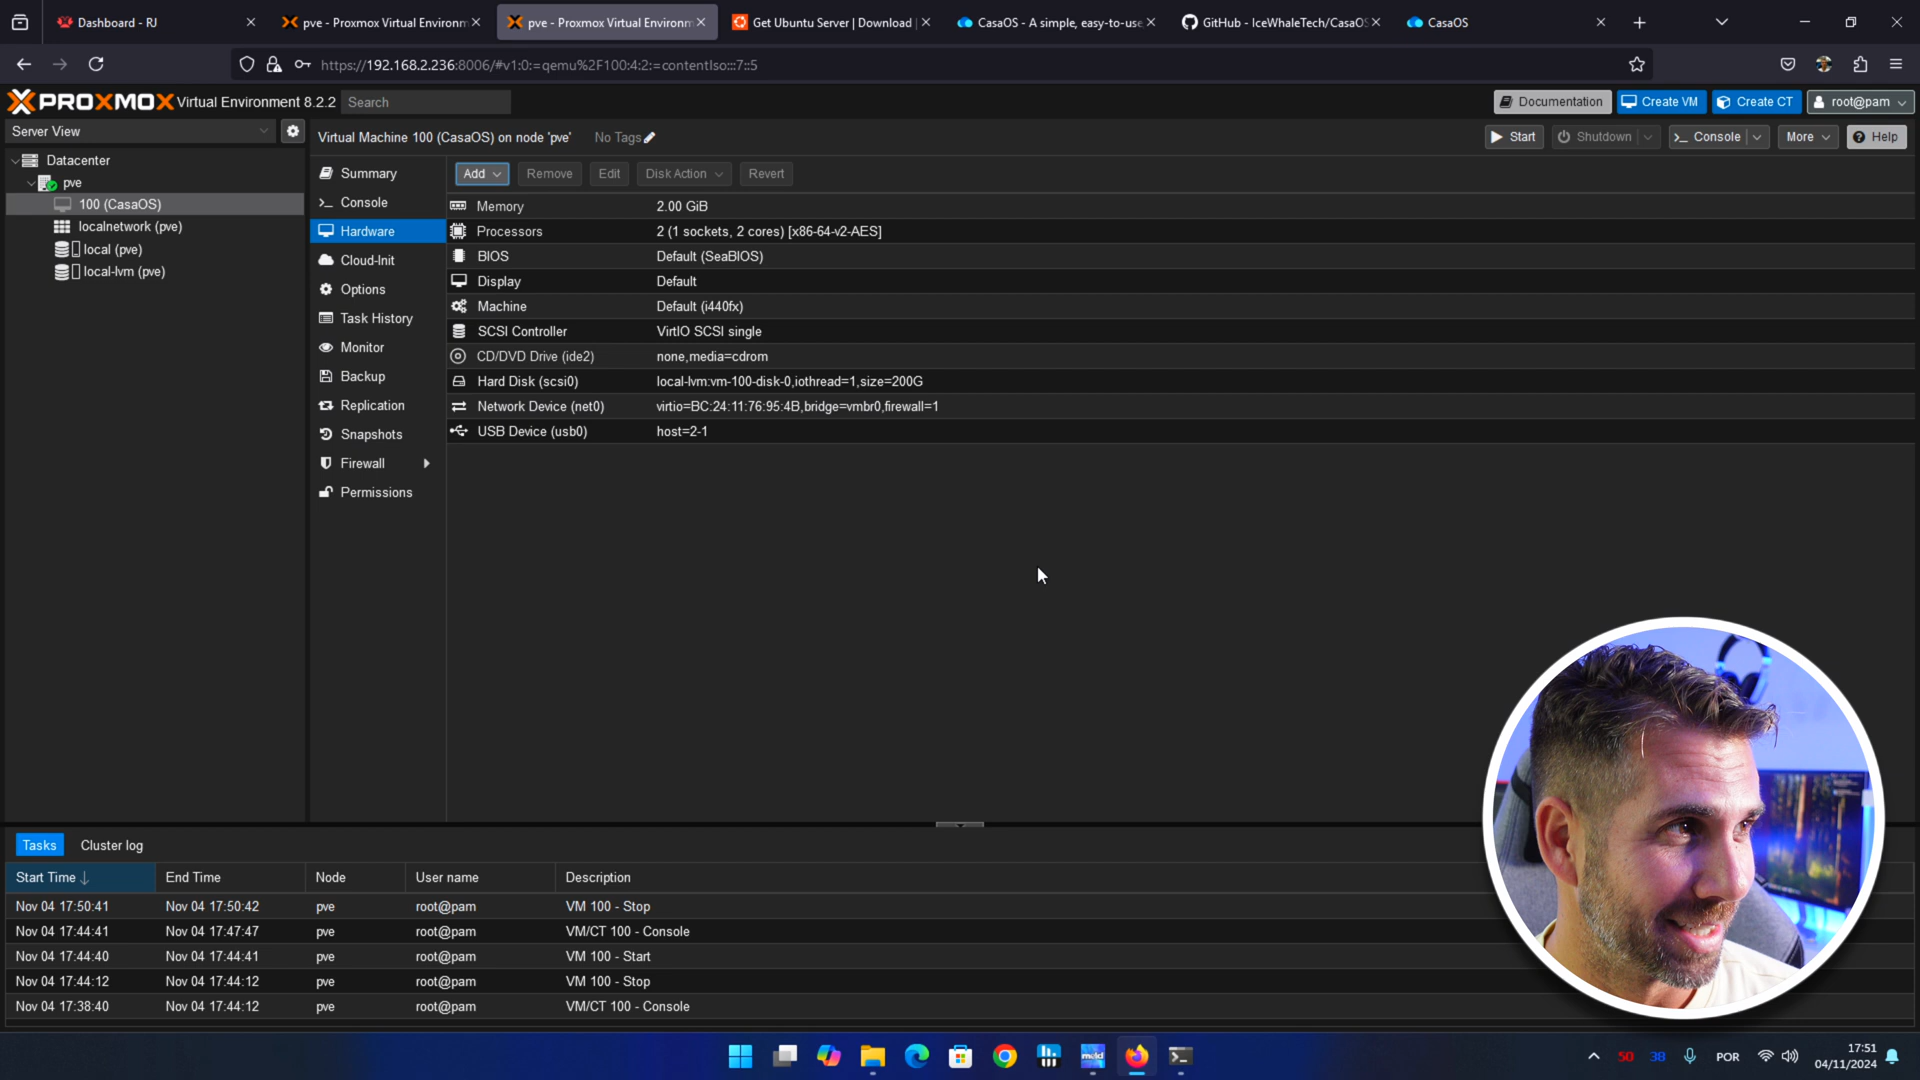 Dashboard - RJ
pve - Proxmox Virtual Environm
pve - Proxmox Virtual Environm
Get Ubuntu Server | Download |
CasaOS - A simple, easy-to-use,
GitHub - IceWhaleTech/CasaOS
CasaOS
https://192.168.2.236:8006/#v1:0:=qemu%2F100:4:2:=contentIso:::7::5
PROXMOX Virtual Environment 8.2.2
Search
Documentation
Create VM
Create CT
root@pam
Server View
Virtual Machine 100 (CasaOS) on node 'pve'
No Tags
Start
Shutdown
Console
More
Help
Datacenter
pve
100 (CasaOS)
localnetwork (pve)
local (pve)
local-lvm (pve)
Summary
Console
Hardware
Cloud-Init
Options
Task History
Monitor
Backup
Replication
Snapshots
Firewall
Permissions
Add
Remove
Edit
Disk Action
Revert
Memory 2.00 GiB
Processors 2 (1 sockets, 2 cores) [x86-64-v2-AES]
BIOS Default (SeaBIOS)
Display Default
Machine Default (i440fx)
SCSI Controller VirtIO SCSI single
CD/DVD Drive (ide2) none,media=cdrom
Hard Disk (scsi0) local-lvm:vm-100-disk-0,iothread=1,size=200G
Network Device (net0) virtio=BC:24:11:76:95:4B,bridge=vmbr0,firewall=1
USB Device (usb0) host=2-1
Tasks
Cluster log
Start Time End Time Node User name Description
Nov 04 17:50:41 Nov 04 17:50:42 pve root@pam VM 100 - Stop
Nov 04 17:44:41 Nov 04 17:47:47 pve root@pam VM/CT 100 - Console
Nov 04 17:44:40 Nov 04 17:44:41 pve root@pam VM 100 - Start
Nov 04 17:44:12 Nov 04 17:44:12 pve root@pam VM 100 - Stop
Nov 04 17:38:40 Nov 04 17:44:12 pve root@pam VM/CT 100 - Console
50
38
POR
17:51
04/11/2024